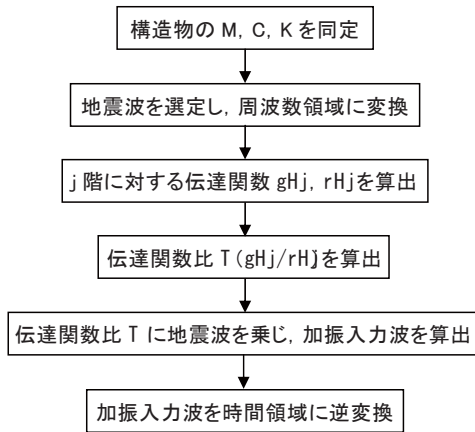 構造物の M, C, K を同定
地震波を選定し, 周波数領域に変換
j 階に対する伝達関数 gHj, rHjを算出
伝達関数比 T (gHj/rHj)を算出
伝達関数比 T に地震波を乗じ, 加振入力波を算出
加振入力波を時間領域に逆変換